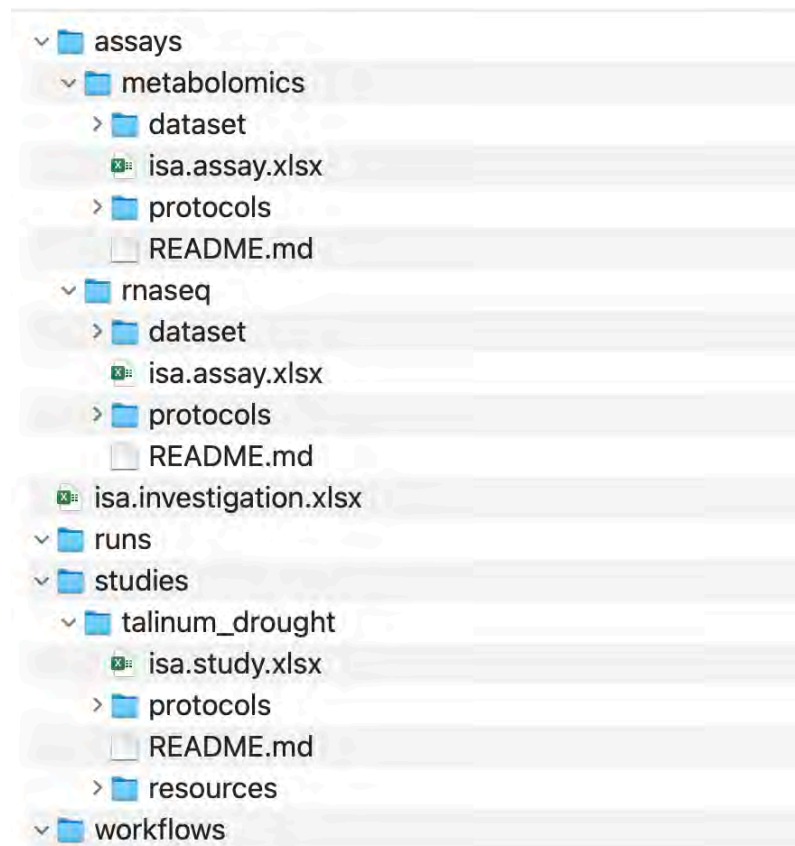 assays
metabolomics
dataset
isa.assay.xlsx
protocols
README.md
rnaseq
dataset
isa.assay.xlsx
protocols
README.md
isa.investigation.xlsx
runs
studies
talinum_drought
isa.study.xlsx
protocols
README.md
resources
workflows